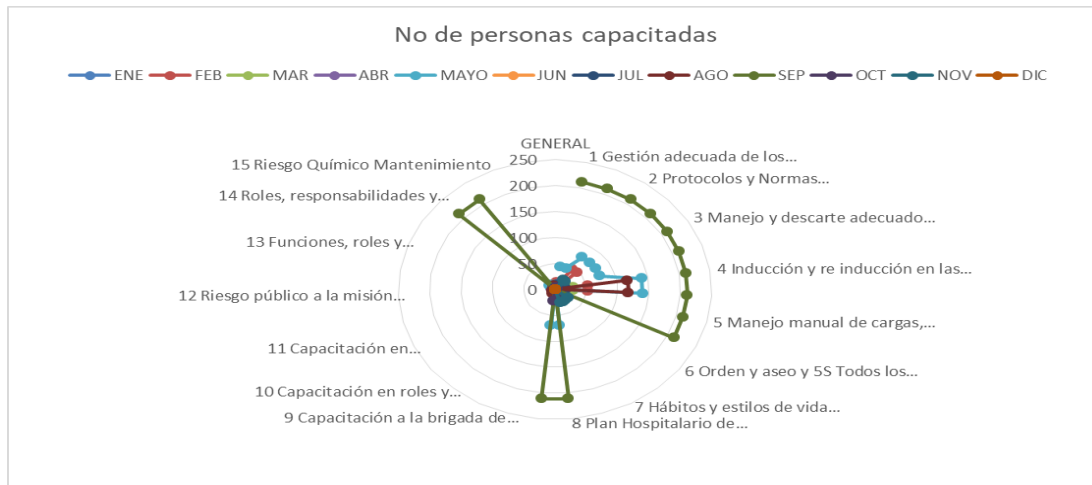 No de personas capacitadas
ENE FEB MAR ABR MAYO JUN JUL AGO SEP OCT NOV DIC
GENERAL
250
200
150
100
50
0
1 Gestión adecuada de los...
2 Protocolos y Normas...
3 Manejo y descarte adecuado...
4 Inducción y re inducción en las...
5 Manejo manual de cargas,...
6 Orden y aseo y 5S Todos los...
7 Hábitos y estilos de vida...
8 Plan Hospitalario de...
9 Capacitación a la brigada de...
10 Capacitación en roles y...
11 Capacitación en...
12 Riesgo público a la misión...
13 Funciones, roles y...
14 Roles, responsabilidades y...
15 Riesgo Químico Mantenimiento